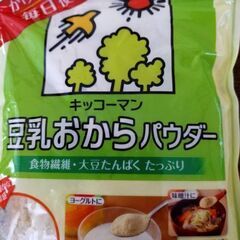 毎日使
キッコーマン
豆乳おからパウダー
食物繊維・大豆たんぱく たっぷり
ヨーグルトに
味噌汁に